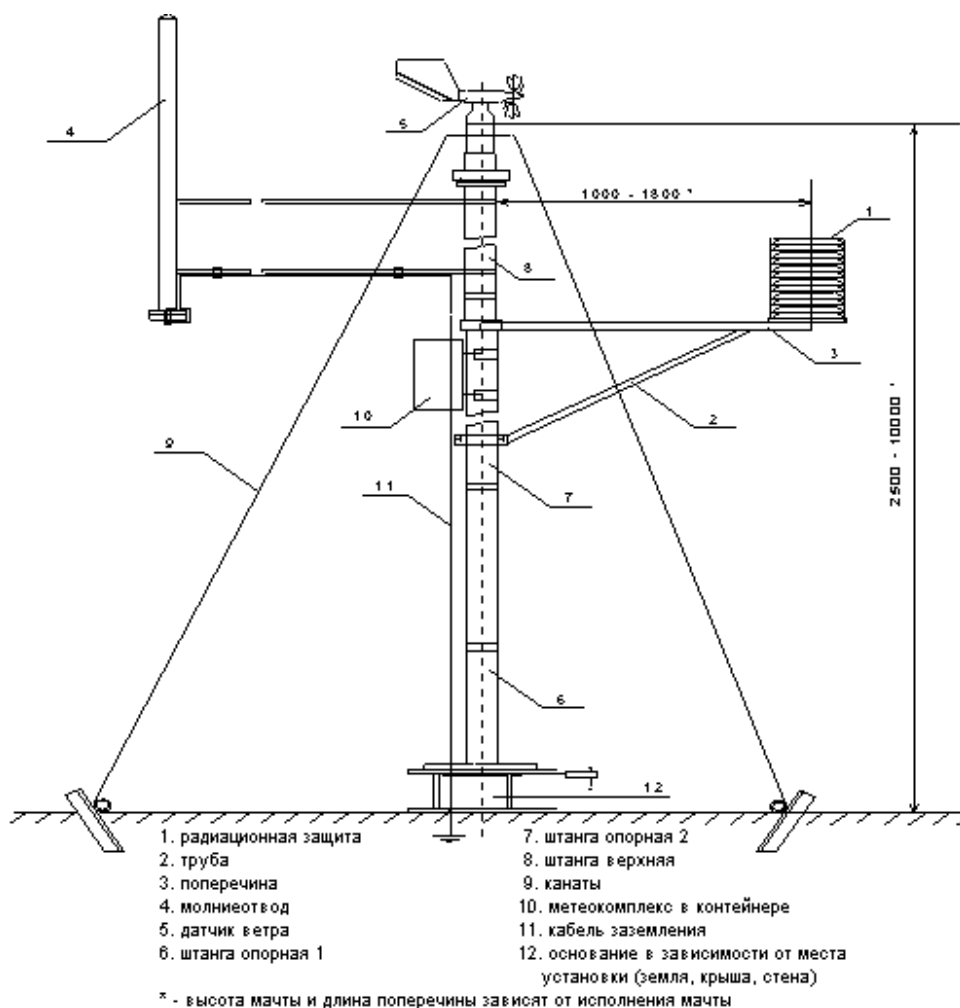 4
5
1000 - 1800 *
1
8
3
10
2
9
2500 - 10000 *
11
7
6
12
1. радиационная защита
2. труба
3. поперечина
4. молниеотвод
5. датчик ветра
6. штанга опорная 1
7. штанга опорная 2
8. штанга верхняя
9. канаты
10. метеокомплекс в контейнере
11. кабель заземления
12. основание в зависимости от места
установки (земля, крыша, стена)
* - высота мачты и длина поперечины зависят от исполнения мачты